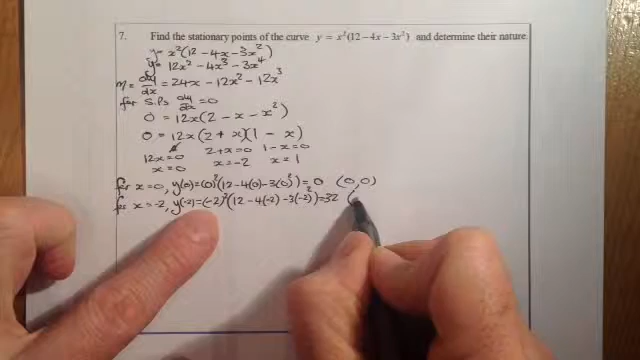 7. Find the stationary points of the curve y = x²(12 – 4x – 3x²) and determine their nature.
y = x²(12 - 4x - 3x²)
y = 12x² - 4x³ - 3x⁴
m = dy/dx = 24x - 12x² - 12x³
for S.Ps dy/dx = 0
0 = 12x(2 - x - x²)
0 = 12x(2 + x)(1 - x)
12x = 0 2+x = 0 1-x = 0
x = 0 x = -2 x = 1
for x = 0, y(0) = (0)²(12 - 4(0) - 3(0)²) = 0 (0,0)
for x = -2, y(-2) = (-2)²(12 - 4(-2) - 3(-2)²) = 32 (